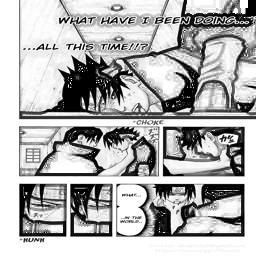 WHAT HAVE I BEEN DOING...
...ALL THIS TIME!!?
~CHOKE
WHAT...
...IN THE
WORLD...
~HUNH